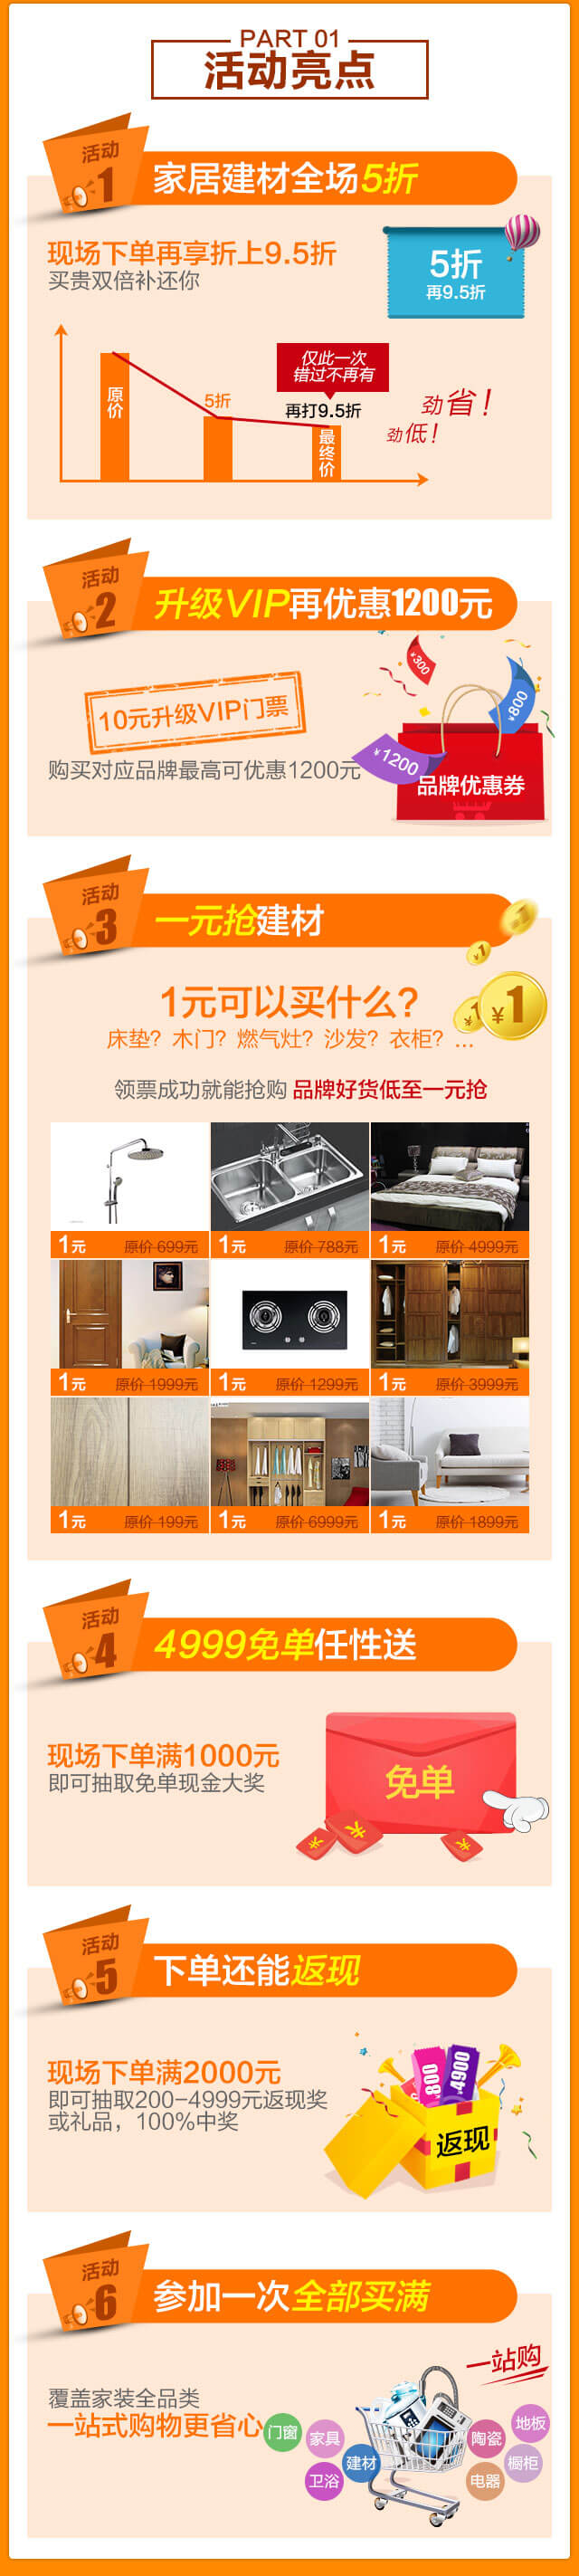 PART 01
活动亮点
活动
1
家居建材全场5折
现场下单再享折上9.5折
买贵双倍补还你
5折
再9.5折
原价
5折
仅此一次
错过不再有
再打9.5折
最终价
劲省!
劲低!
活动
2
升级VIP再优惠1200元
10元升级VIP门票
购买对应品牌最高可优惠1200元
¥300
¥800
¥1200
品牌优惠券
活动
3
一元抢建材
¥1
¥1
¥1
1元可以买什么?
床垫? 木门? 燃气灶? 沙发? 衣柜? ...
领票成功就能抢购 品牌好货低至一元抢
1元 原价 699元
1元 原价 788元
1元 原价 4999元
1元 原价 1999元
1元 原价 1299元
1元 原价 3999元
1元 原价 199元
1元 原价 6999元
1元 原价 1899元
活动
4
4999免单任性送
现场下单满1000元
即可抽取免单现金大奖
免单
活动
5
下单还能返现
现场下单满2000元
即可抽取200-4999元返现奖
或礼品，100%中奖
800
4900
返现
活动
6
参加一次全部买满
一站购
覆盖家装全品类
一站式购物更省心
门窗
家具
建材
卫浴
陶瓷
地板
橱柜
电器